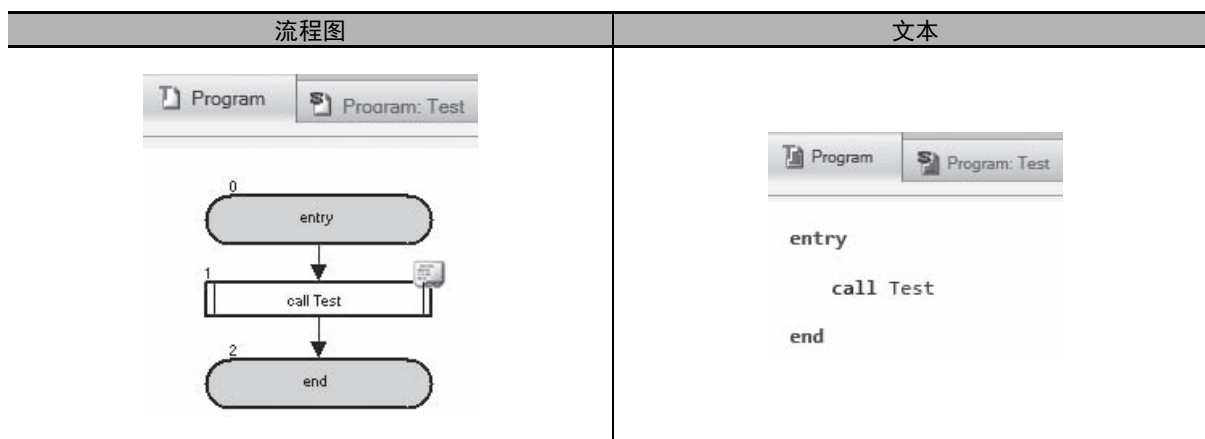 流程图 文本
Program Program: Test
0
entry
1
call Test
2
end
Program Program: Test
entry
call Test
end